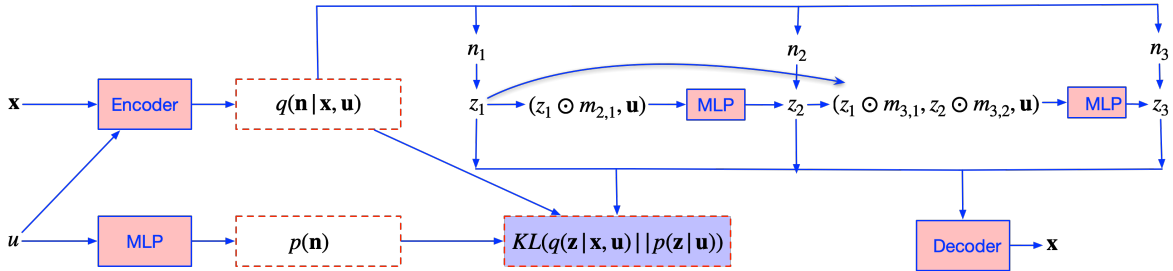 n₁ n₂ n₃
𝐱 Encoder q(𝐧|𝐱, 𝐮) z₁ (z₁ ⊙ m₂,₁, 𝐮) MLP z₂ (z₁ ⊙ m₃,₁, z₂ ⊙ m₃,₂, 𝐮) MLP z₃
u MLP p(𝐧) KL(q(𝐳|𝐱, 𝐮)||p(𝐳|𝐮)) Decoder 𝐱